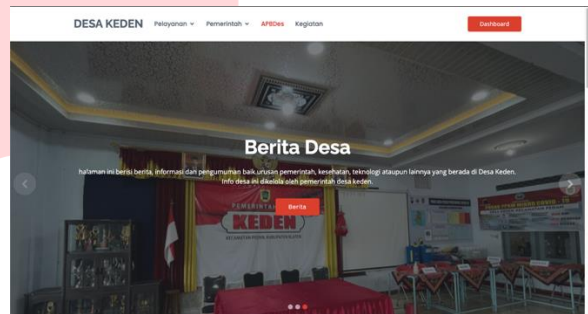 DESA KEDEN Pelayanan Pemerintah APBDes Kegiatan Dashboard
Berita Desa
halaman ini berisi berita, informasi dan pengumuman baik urusan pemerintah, kesehatan, teknologi ataupun lainnya yang berada di Desa Keden.
Info desa ini dikelola oleh pemerintah desa keden.
Berita
PEMERINTAH
KEDEN